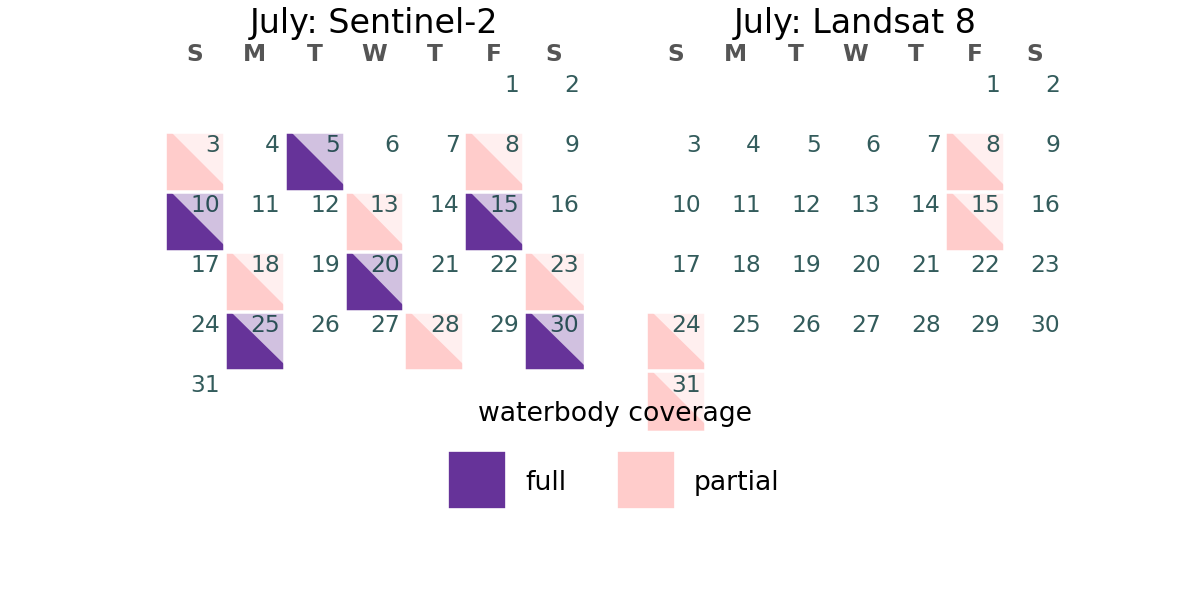 July: Sentinel-2
S M T W T F S
1 2
3 4 5 6 7 8 9
10 11 12 13 14 15 16
17 18 19 20 21 22 23
24 25 26 27 28 29 30
31
July: Landsat 8
S M T W T F S
1 2
3 4 5 6 7 8 9
10 11 12 13 14 15 16
17 18 19 20 21 22 23
24 25 26 27 28 29 30
31
waterbody coverage
full partial